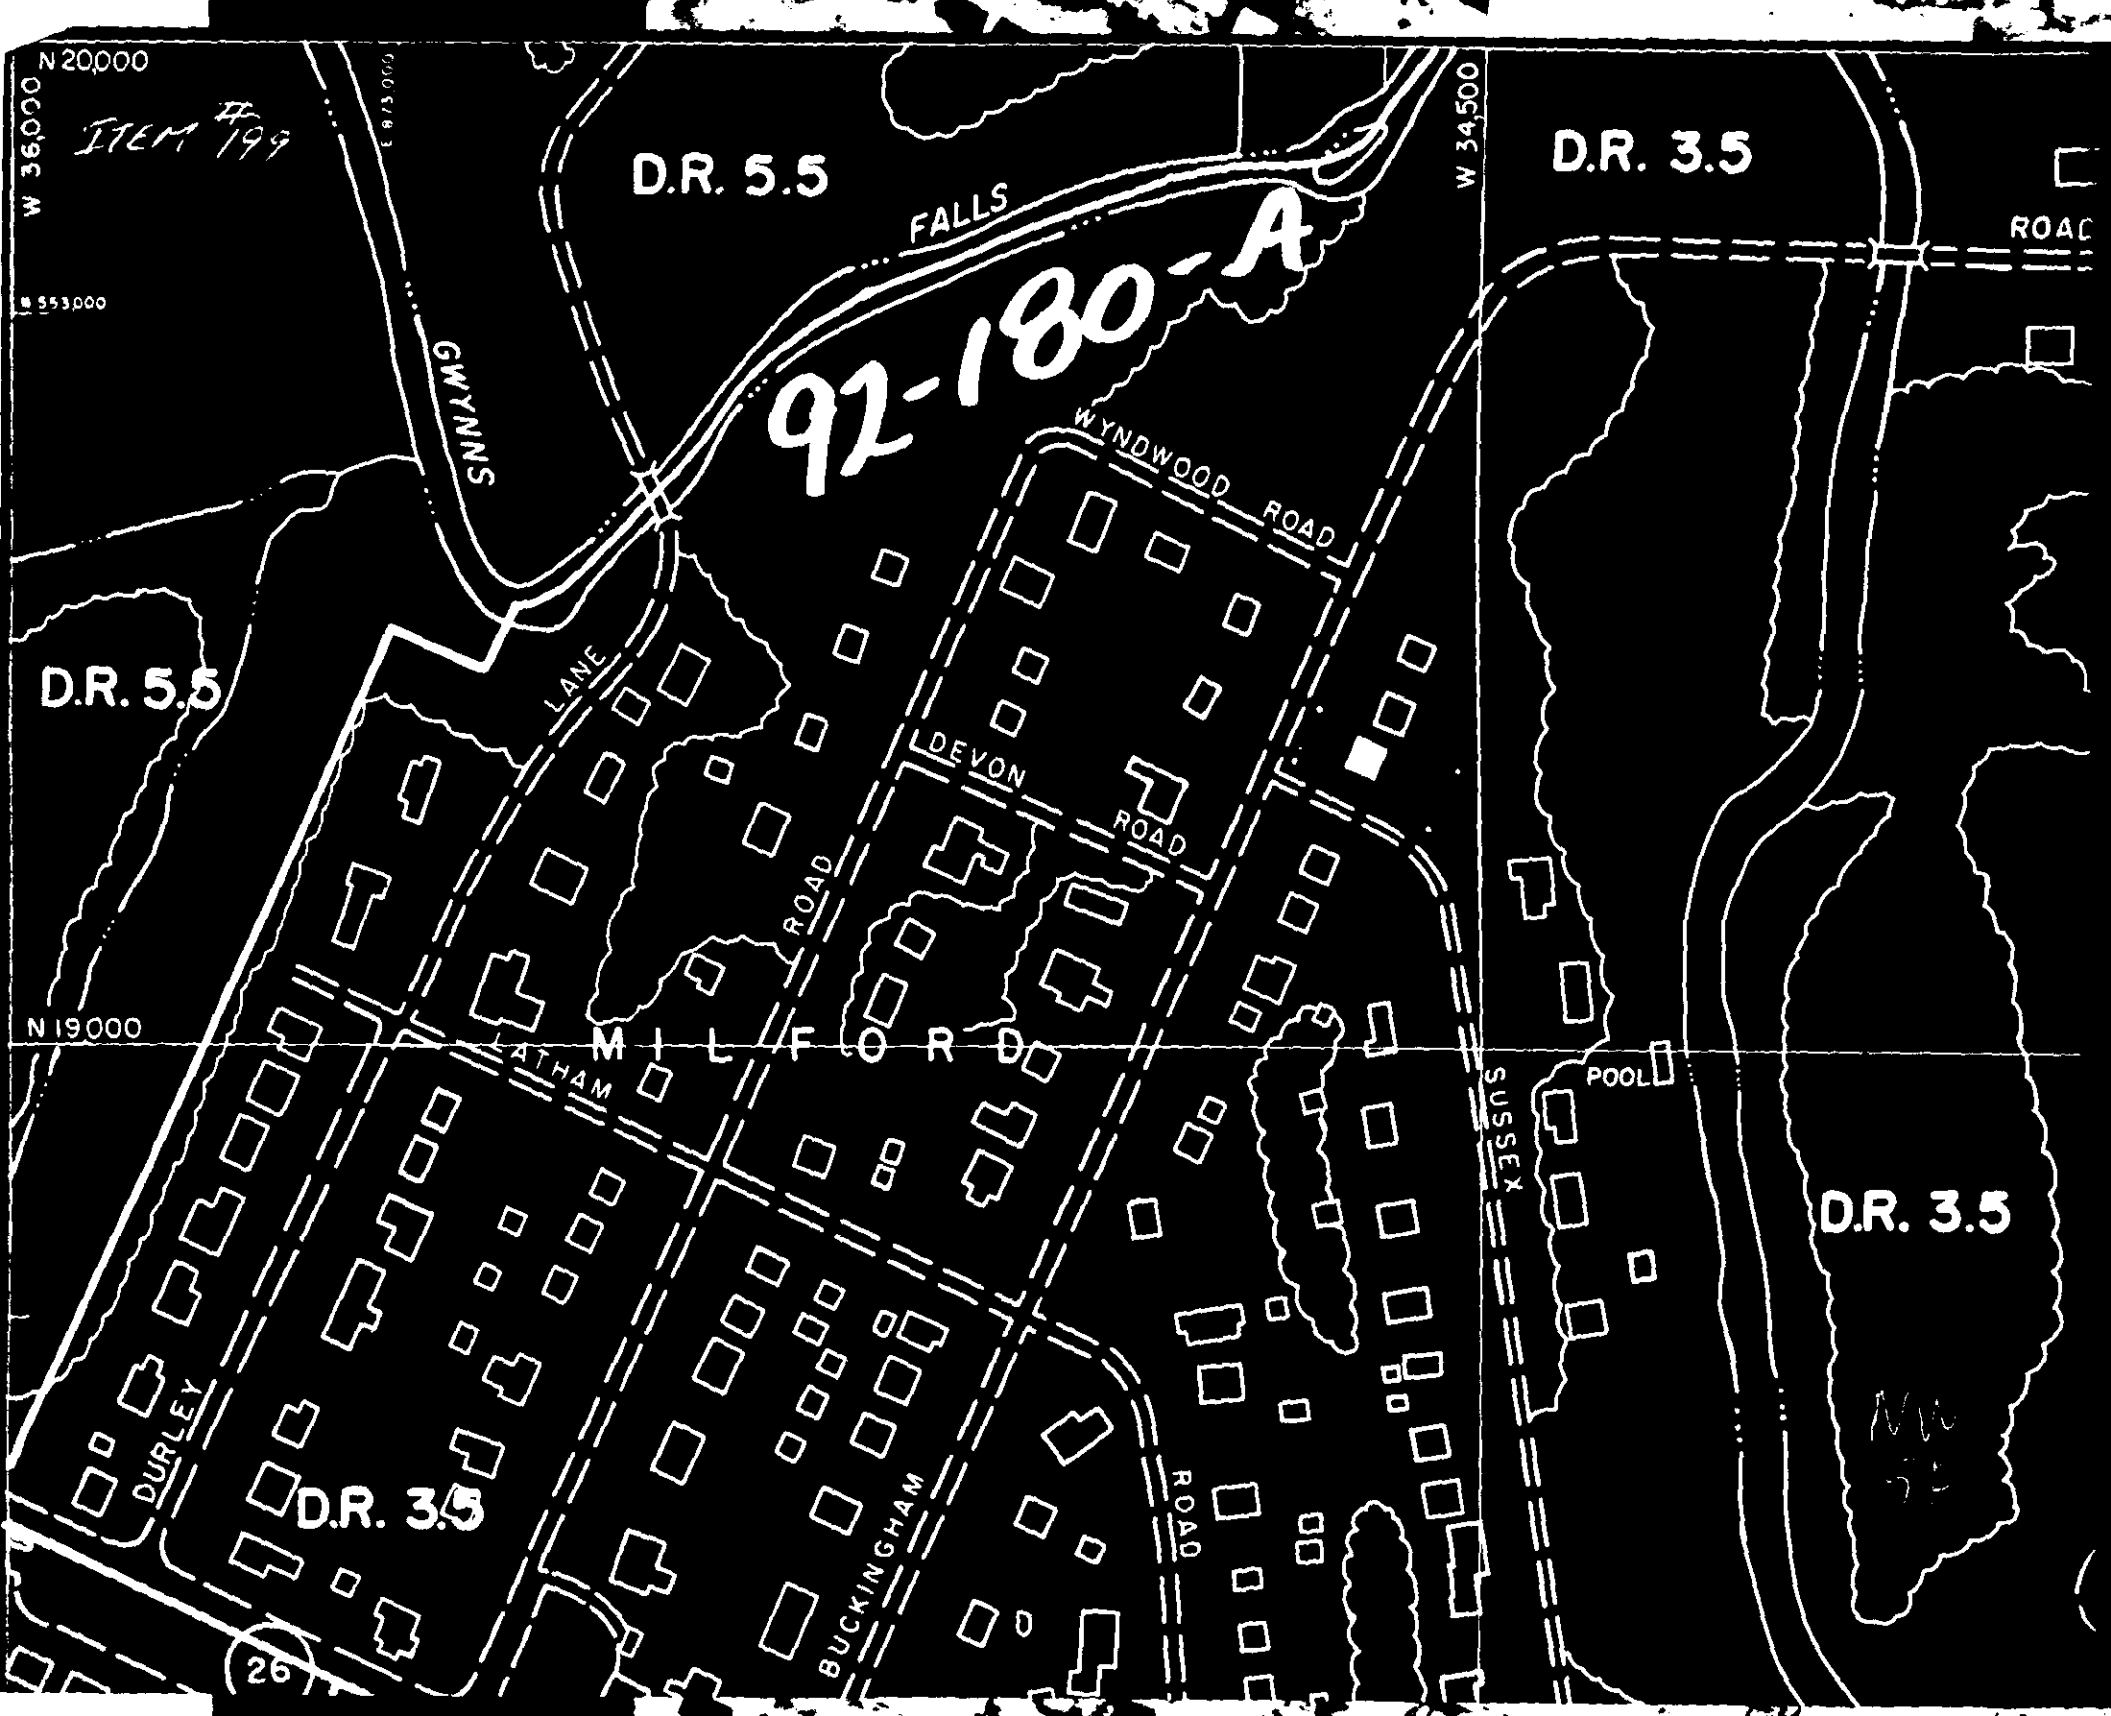 N 20,000
W 36,000
E 873,000
ITEM # 199
D.R. 5.5
FALLS
W 34,500
D.R. 3.5
ROAD
N 553,000
GWYNNS
92-180-A
WYNDWOOD ROAD
D.R. 5.5
LANE
DEVON ROAD
ROAD
N 19000
MILFORD
LATHAM
POOL
SUSSEX
D.R. 3.5
NW
DURLEY
D.R. 3.5
BUCKINGHAM
ROAD
26